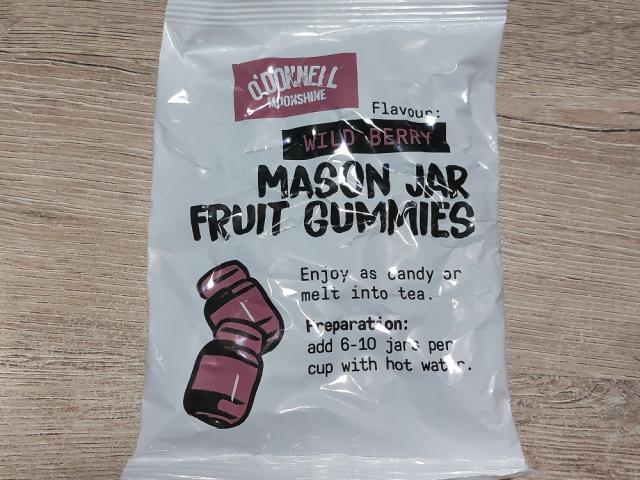 O'DONNELL
MOONSHINE
Flavour:
WILD BERRY
MASON JAR
FRUIT GUMMIES
Enjoy as candy or
melt into tea.
Preparation:
add 6-10 jars per
cup with hot water.